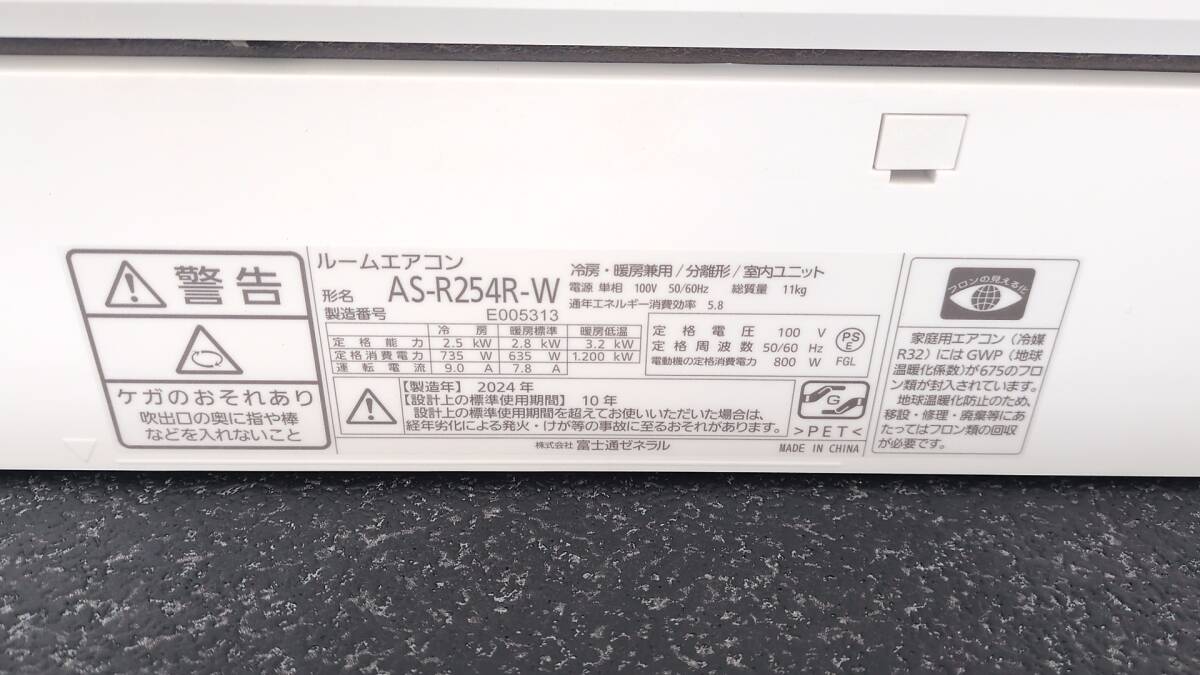 警告
ケガのおそれあり
吹出口の奥に指や棒
などを入れないこと
ルームエアコン
形名 AS-R254R-W
製造番号 E005313
冷房・暖房兼用/分離形/室内ユニット
電源 単相 100V 50/60Hz 総質量 11kg
通年エネルギー消費効率 5.8
冷房 暖房標準 暖房低温
定格能力 2.5 kW 2.8 kW 3.2 kW
定格消費電力 735 W 635 W 1.200 kW
運転電流 9.0 A 7.8 A
定格電圧 100 V
定格周波数 50/60 Hz
電動機の定格消費電力 800 W
PS
E
FGL
【製造年】2024年
【設計上の標準使用期間】10年
設計上の標準使用期間を超えてお使いいただいた場合は、
経年劣化による発火・けが等の事故に至るおそれがあります。
G
>PET<
株式会社 富士通ゼネラル
MADE IN CHINA
フロンの見える化
家庭用エアコン(冷媒
R32)にはGWP(地球
温暖化係数)が675のフロ
ン類が封入されています。
地球温暖化防止のため、
移設・修理・廃棄等にあ
たってはフロン類の回収
が必要です。